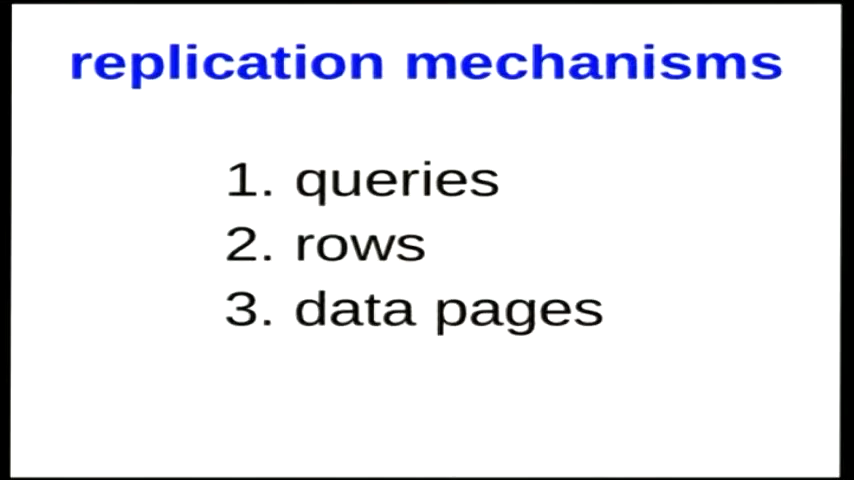 replication mechanisms
1. queries
2. rows
3. data pages